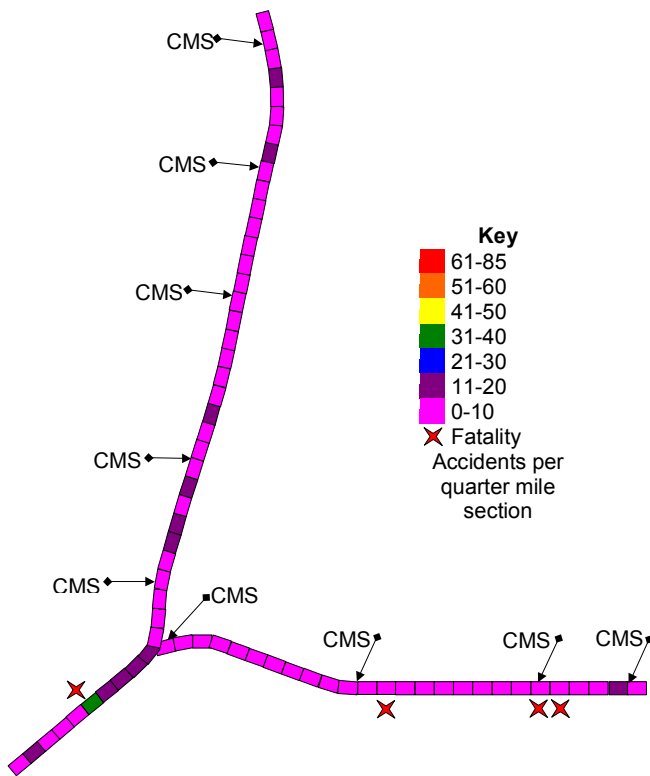 CMS
CMS
CMS
CMS
CMS
CMS
CMS
CMS
CMS
Key
61-85
51-60
41-50
31-40
21-30
11-20
0-10
Fatality
Accidents per
quarter mile
section